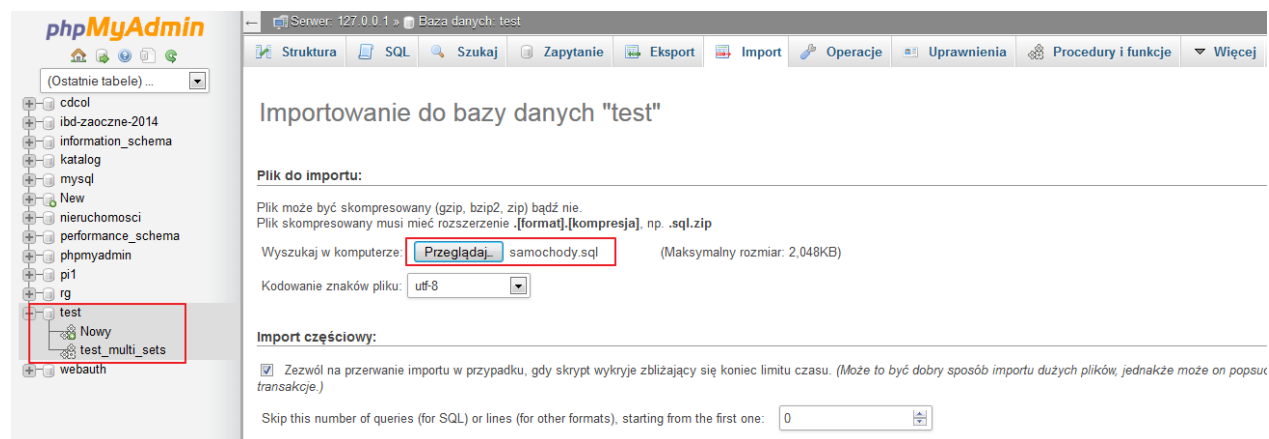 phpMyAdmin
(Ostatnie tabele) ...
cdcol
ibd-zaoczne-2014
information_schema
katalog
mysql
New
nieruchomosci
performance_schema
phpmyadmin
pi1
rg
test
Nowy
test_multi_sets
webauth
Serwer: 127.0.0.1 » Baza danych: test
Struktura SQL Szukaj Zapytanie Eksport Import Operacje Uprawnienia Procedury i funkcje Więcej
Importowanie do bazy danych "test"
Plik do importu:
Plik może być skompresowany (gzip, bzip2, zip) bądź nie.
Plik skompresowany musi mieć rozszerzenie .[format].[kompresja], np. .sql.zip
Wyszukaj w komputerze: Przeglądaj... samochody.sql (Maksymalny rozmiar: 2,048KB)
Kodowanie znaków pliku: utf-8
Import częściowy:
Zezwól na przerwanie importu w przypadku, gdy skrypt wykryje zbliżający się koniec limitu czasu. (Może to być dobry sposób importu dużych plików, jednakże może on popsuć
transakcje.)
Skip this number of queries (for SQL) or lines (for other formats), starting from the first one: 0